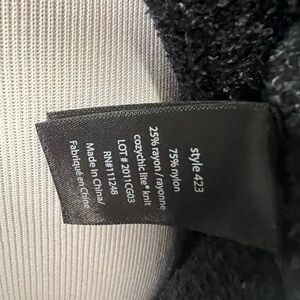 style 423
75% nylon
25% rayon / rayonne
cozychic lite® knit
LOT # 2011CG03
RN#111248
Made in China/
Fabriqué en Chine